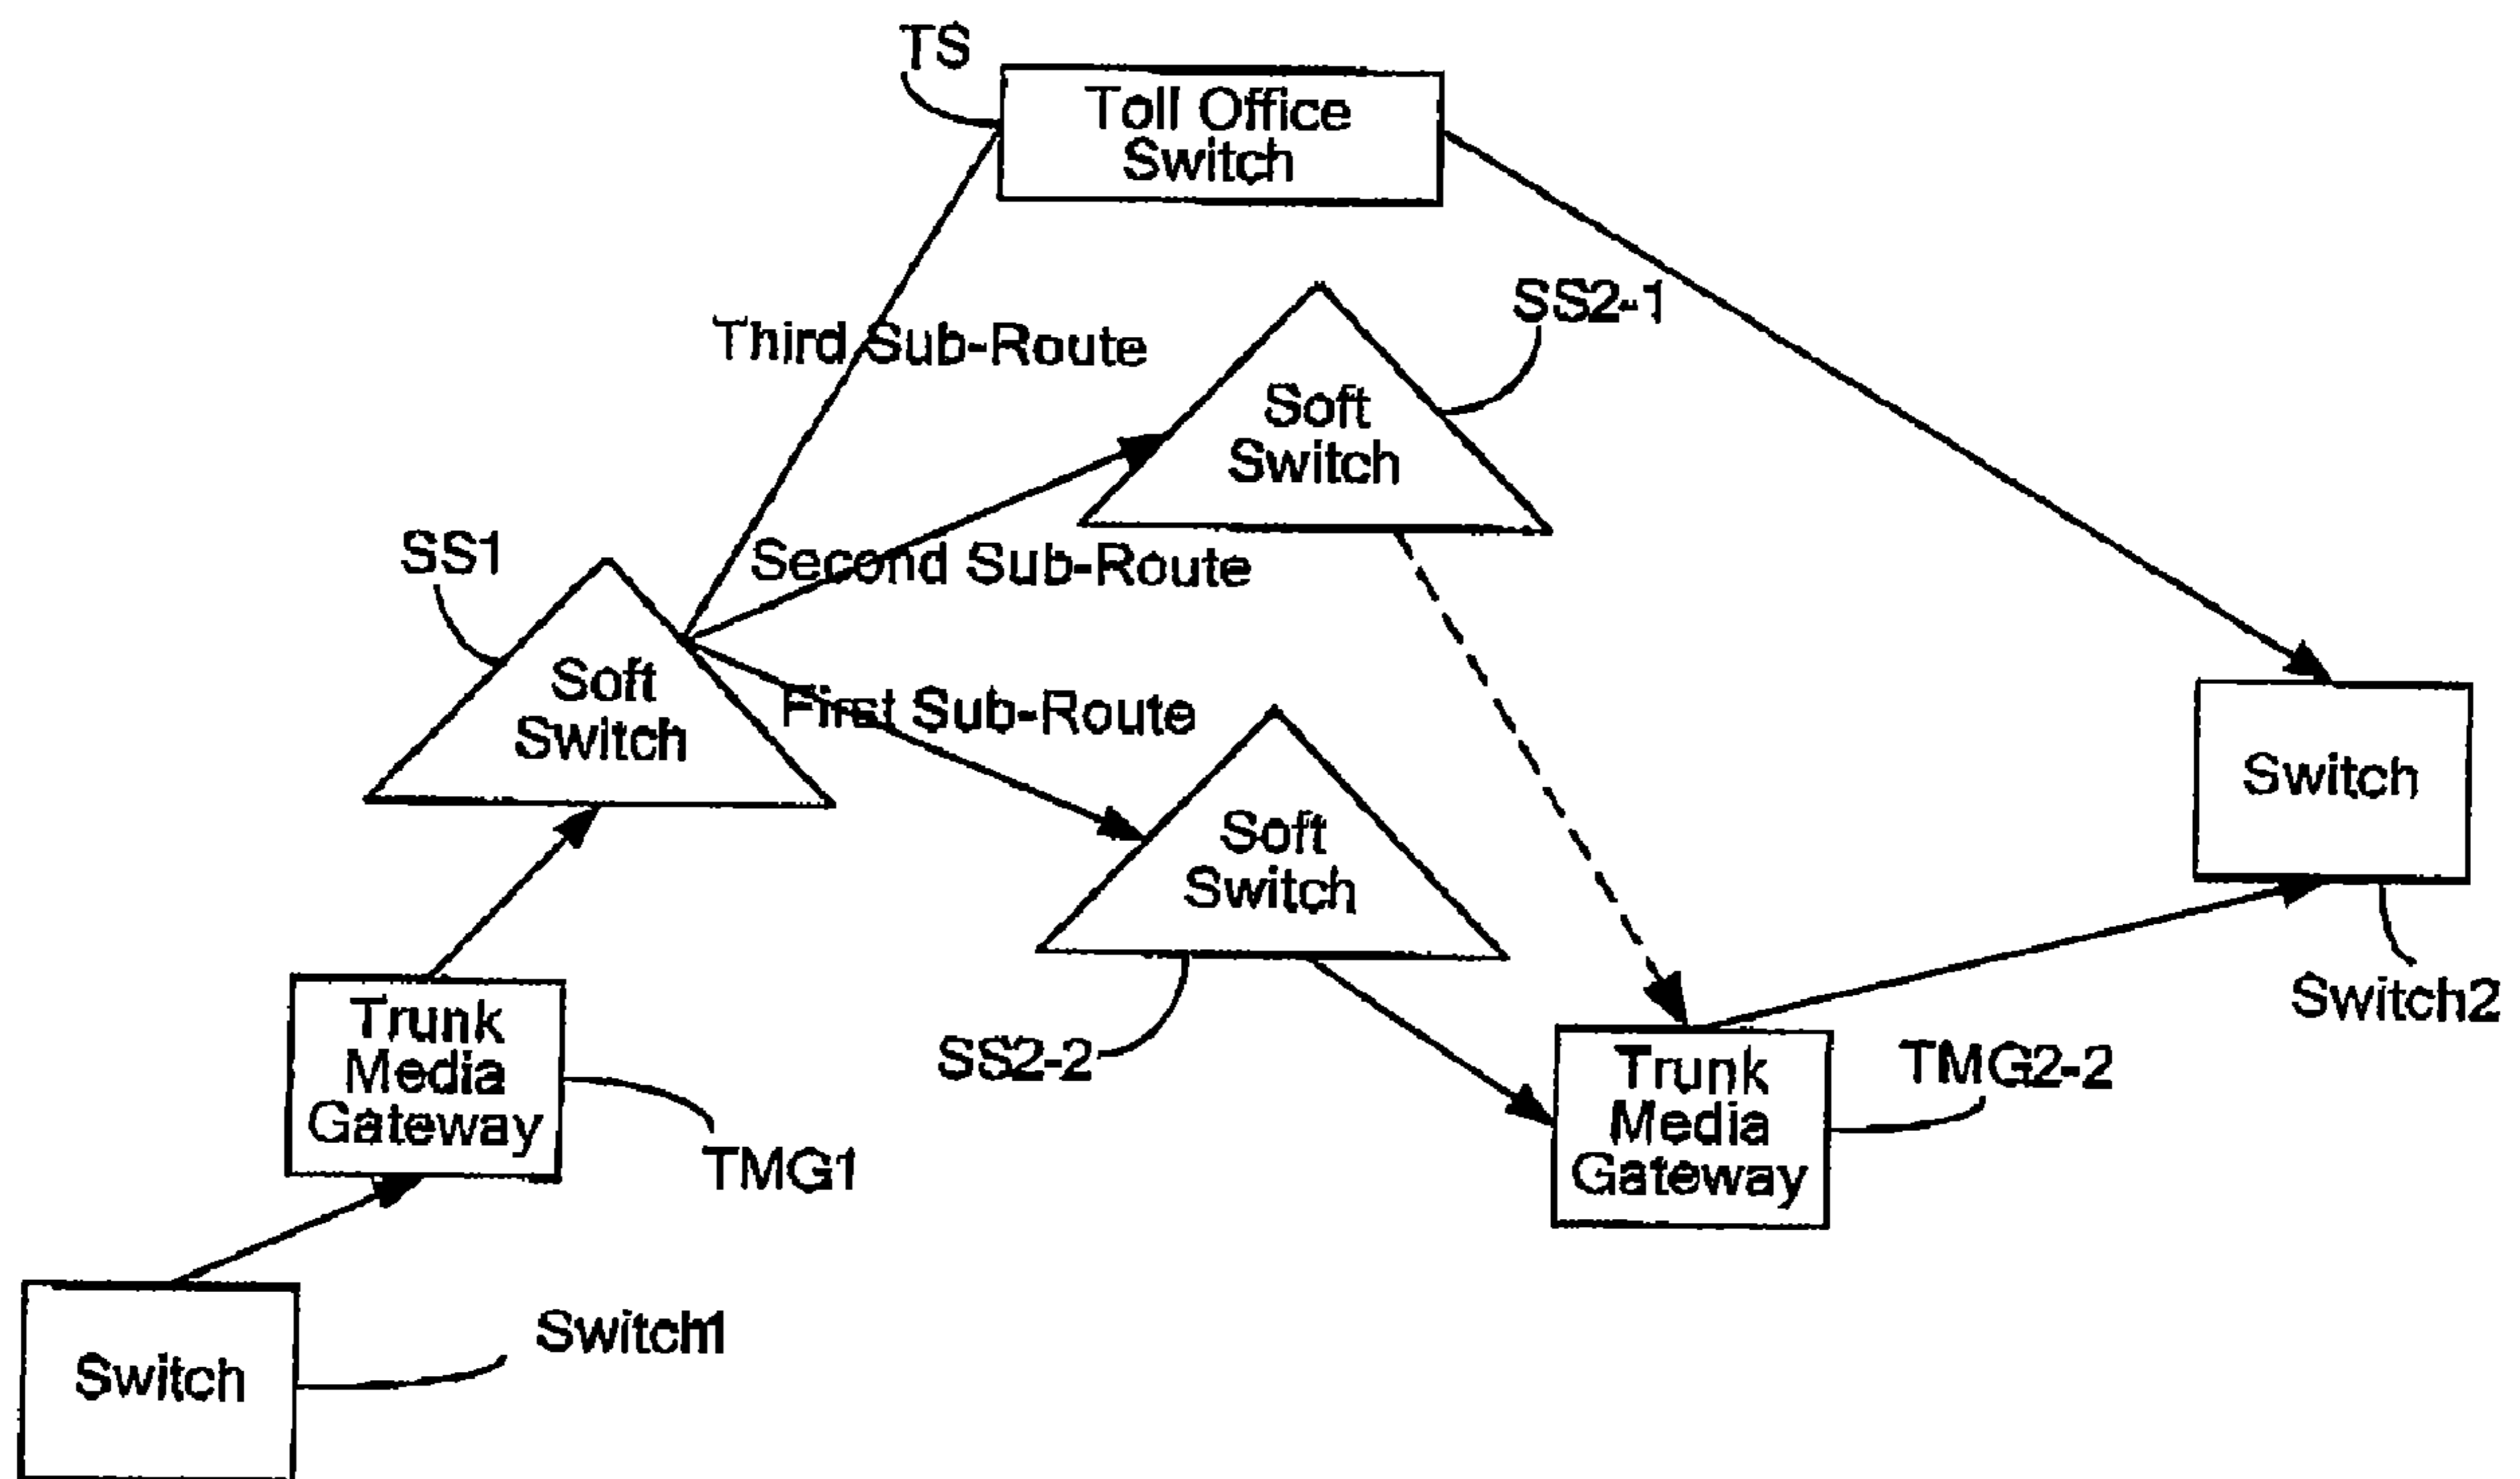 TS
Toll Office
Switch
Third Sub-Route
SS2-1
Soft
Switch
Second Sub-Route
SS1
Soft
Switch
First Sub-Route
Soft
Switch
Switch
Switch2
SS2-2
Trunk
Media
Gateway
TMG1
Trunk
Media
Gateway
TMG2-2
Switch
Switch1